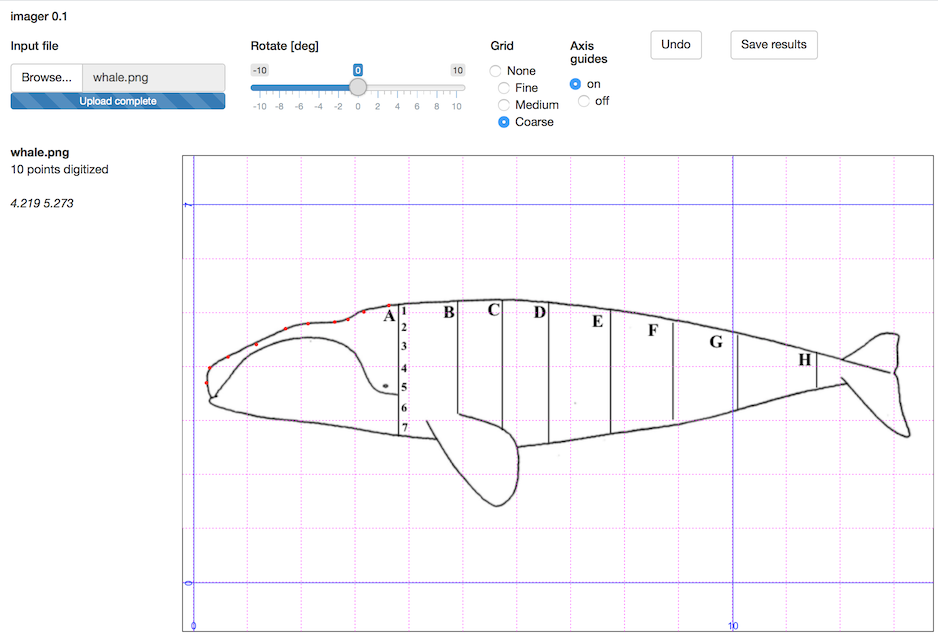 imager 0.1
Input file
Browse... whale.png
Upload complete
Rotate [deg]
-10 0 10
-10 -8 -6 -4 -2 0 2 4 6 8 10
Grid
None
Fine
Medium
Coarse
Axis
guides
on
off
Undo
Save results
whale.png
10 points digitized
4.219 5.273
7
A B C D E F G H
1
2
3
4
5
6
7
0
0 10